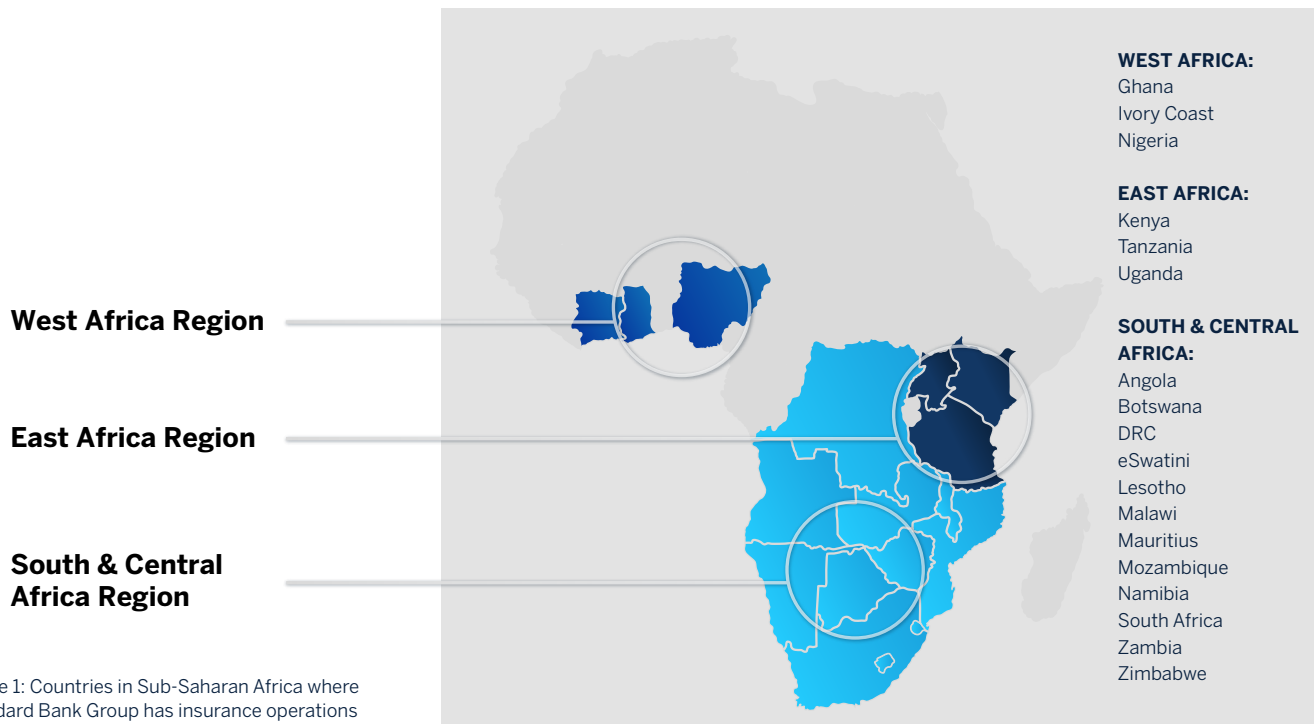 West Africa Region
East Africa Region
South & Central
Africa Region
e 1: Countries in Sub-Saharan Africa where
dard Bank Group has insurance operations
WEST AFRICA:
Ghana
Ivory Coast
Nigeria
EAST AFRICA:
Kenya
Tanzania
Uganda
SOUTH & CENTRAL
AFRICA:
Angola
Botswana
DRC
eSwatini
Lesotho
Malawi
Mauritius
Mozambique
Namibia
South Africa
Zambia
Zimbabwe